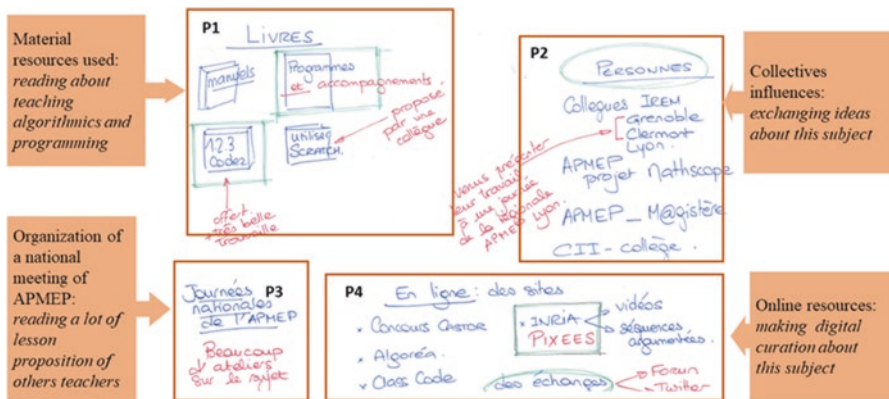 Material
resources used:
reading about
teaching
algorithmics and
programming
P1
LIVRES
manuels
Programmes
et accompagnements.
1.2.3
Codez
utiliser
SCRATCH.
proposé
par une
collègue
offert
très belle
trouvaille
P2
PERSONNES
Collègues IREM
Grenoble
Clermont
Lyon.
venus présenter
leur travail
à une journée
de la régionale
APMEP Lyon.
APMEP
projet Mathscope
APMEP_M@gistère
CII-collège.
Collectives
influences:
exchanging ideas
about this subject
Organization of
a national
meeting of
APMEP:
reading a lot of
lesson
proposition of
others teachers
P3
Journées
nationales
de l'APMEP
Beaucoup
d'ateliers
sur le sujet
P4
En ligne: des sites
× Concours CASTOR
× Algoréa
× Class Code
× INRIA
PIXEES
vidéos
séquences
argumentées.
des échanges
Forum
Twitter
Online resources:
making digital
curation about
this subject